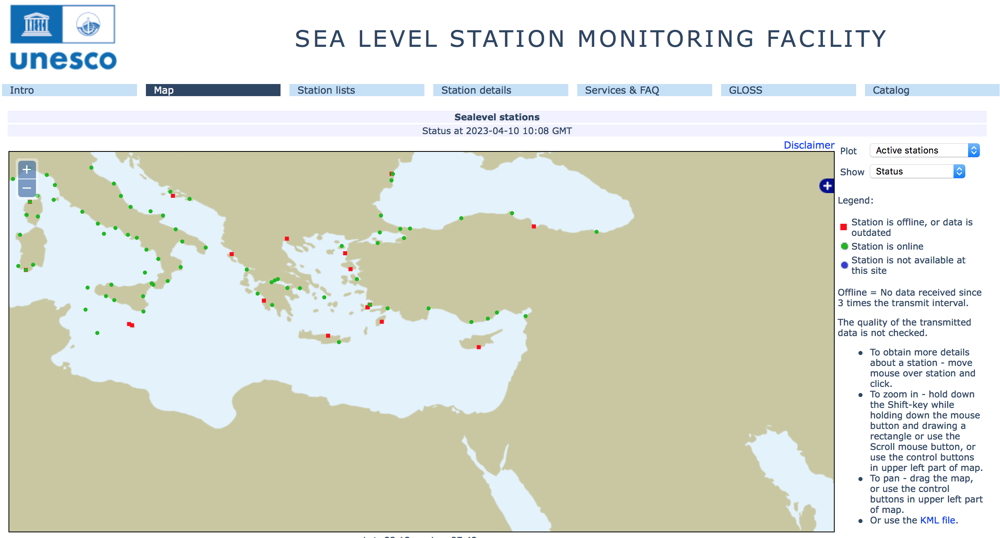 unesco
SEA LEVEL STATION MONITORING FACILITY
Intro
Map
Station lists
Station details
Services & FAQ
GLOSS
Catalog
Sealevel stations
Status at 2023-04-10 10:08 GMT
Disclaimer
Plot
Active stations
Show
Status
Legend:
Station is offline, or data is
outdated
Station is online
Station is not available at
this site
Offline = No data received since
3 times the transmit interval.
The quality of the transmitted
data is not checked.
• To obtain more details
about a station - move
mouse over station and
click.
• To zoom in - hold down
the Shift-key while
holding down the mouse
button and drawing a
rectangle or use the
Scroll mouse button, or
use the control buttons
in upper left part of map.
• To pan - drag the map,
or use the control
buttons in upper left part
of map.
• Or use the KML file.